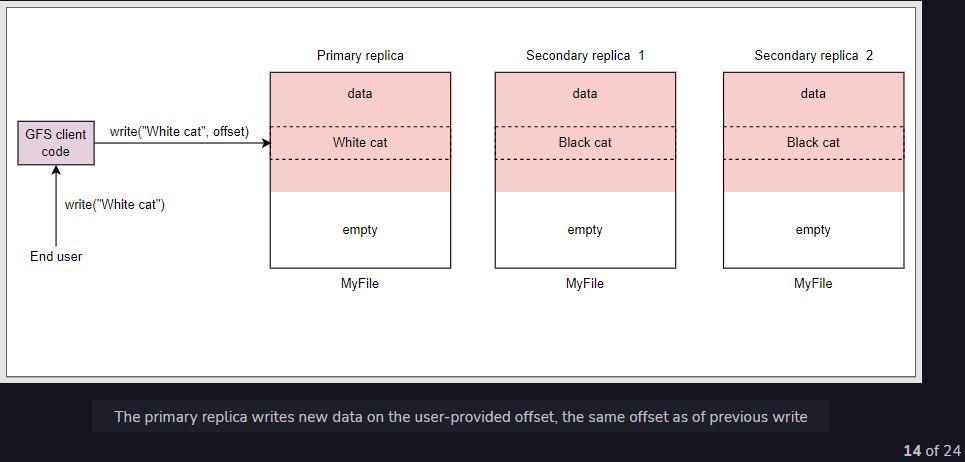 Primary replica
Secondary replica 1
Secondary replica 2
data
data
data
GFS client
code
write("White cat", offset)
White cat
Black cat
Black cat
write("White cat")
empty
empty
empty
End user
MyFile
MyFile
MyFile
The primary replica writes new data on the user-provided offset, the same offset as of previous write
14 of 24